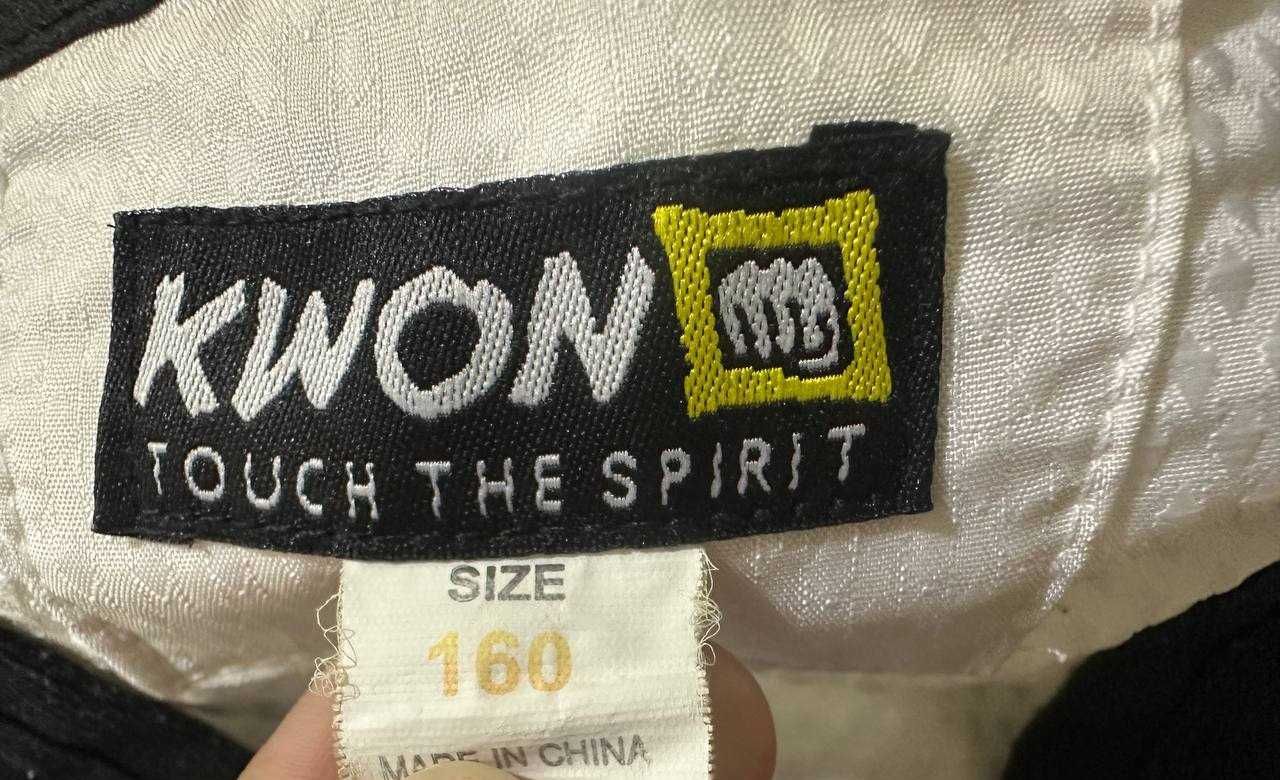 KWON
TOUCH THE SPIRIT
SIZE
160
MADE IN CHINA